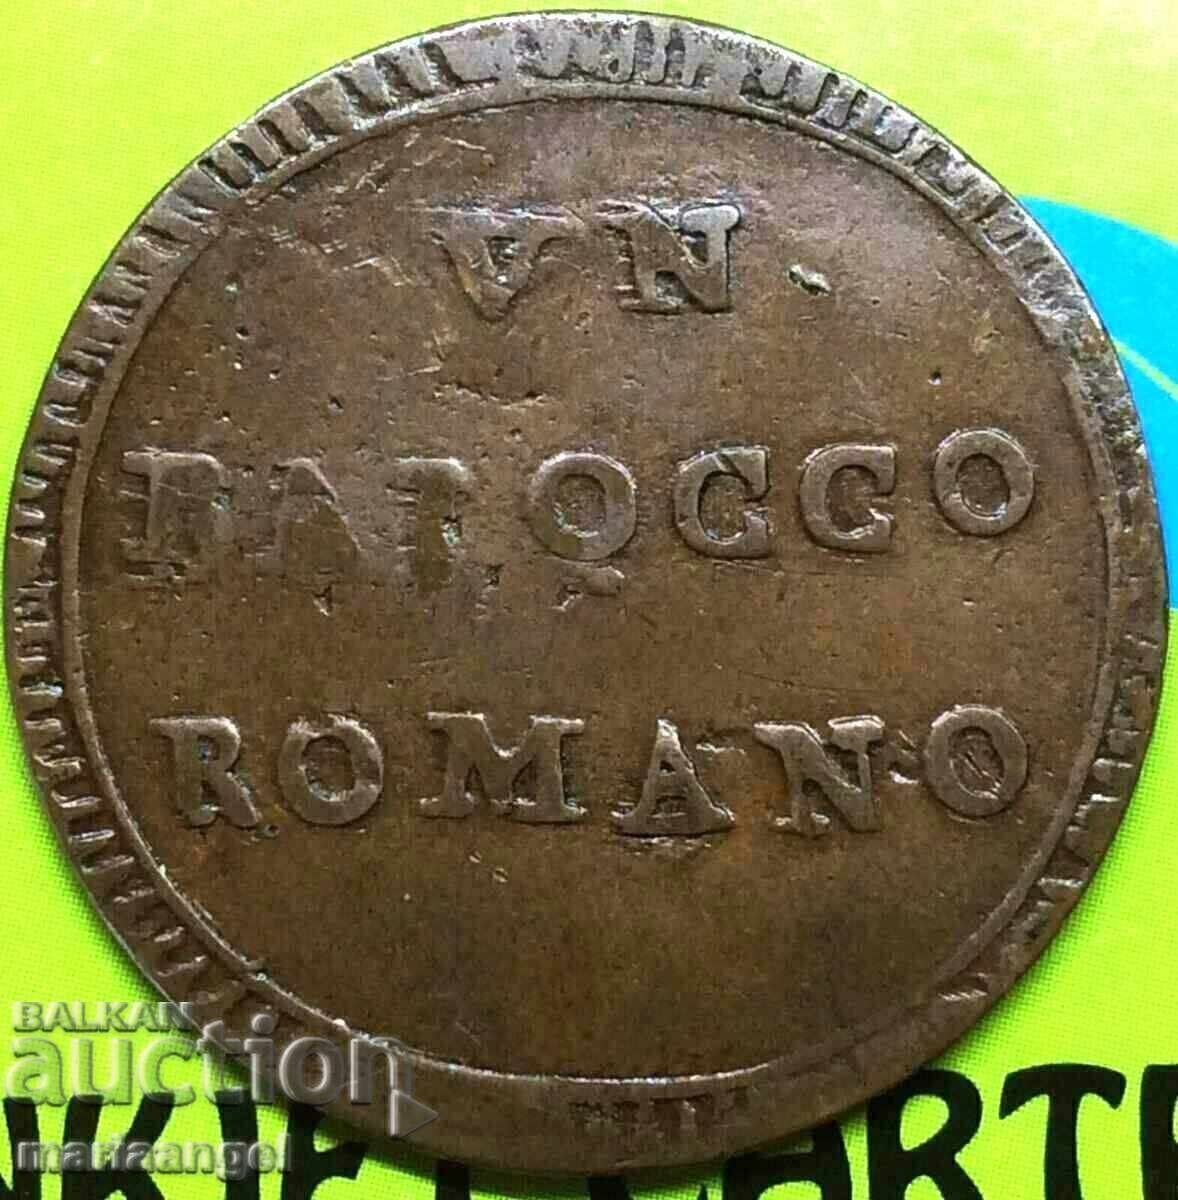 VN.
BAIOCCO
ROMANO
BALKAN
auction
mariaangel